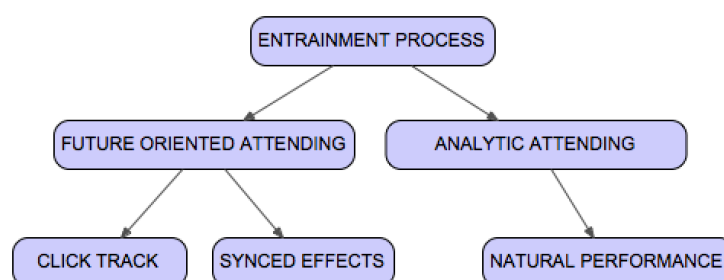 ENTRAINMENT PROCESS
FUTURE ORIENTED ATTENDING
ANALYTIC ATTENDING
CLICK TRACK
SYNCED EFFECTS
NATURAL PERFORMANCE